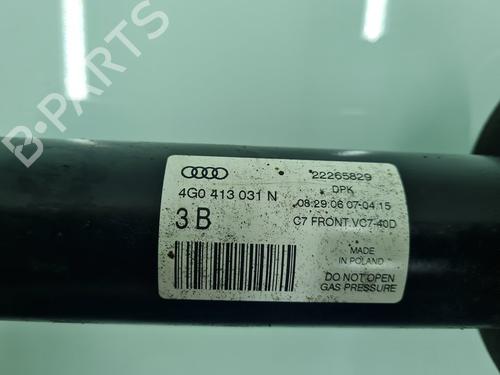 B-PARTS
22265829
4G0 413 031 N
DPK
08:29:06 07-04-15
3B
C7 FRONT VC7-40D
MADE
IN POLAND
DO NOT OPEN
GAS PRESSURE